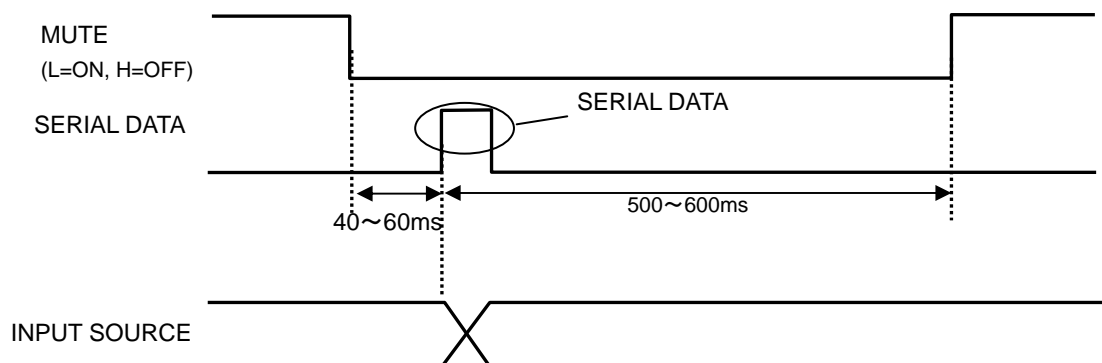 MUTE
(L=ON, H=OFF)
SERIAL DATA
SERIAL DATA
500～600ms
40～60ms
INPUT SOURCE